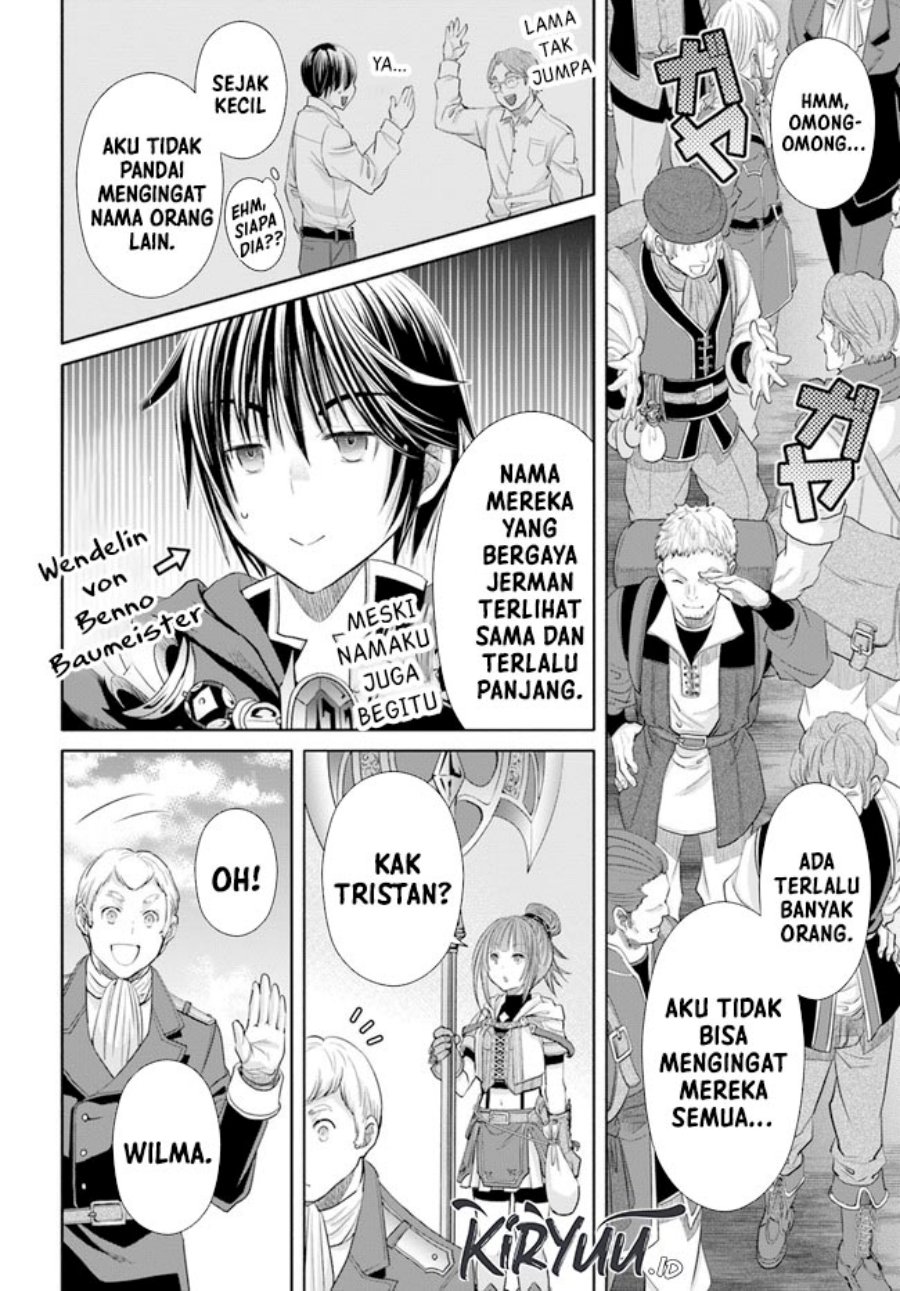 HMM,
OMONG-
OMONG...
ガヤ
ガヤ
ADA
TERLALU
BANYAK
ORANG.
AKU TIDAK
BISA
MENGINGAT
MEREKA
SEMUA...
LAMA
TAK
JUMPA
YA...
SEJAK
KECIL
AKU TIDAK
PANDAI
MENGINGAT
NAMA ORANG
LAIN.
EHM,
SIAPA
DIA??
NAMA
MEREKA
YANG
BERGAYA
JERMAN
TERLIHAT
SAMA DAN
TERLALU
PANJANG.
MESKI
NAMAKU
JUGA
BEGITU
Wendelin
von
Benno
Baumeister
KAK
TRISTAN?
OH!
WILMA.
KIRYUU.ID